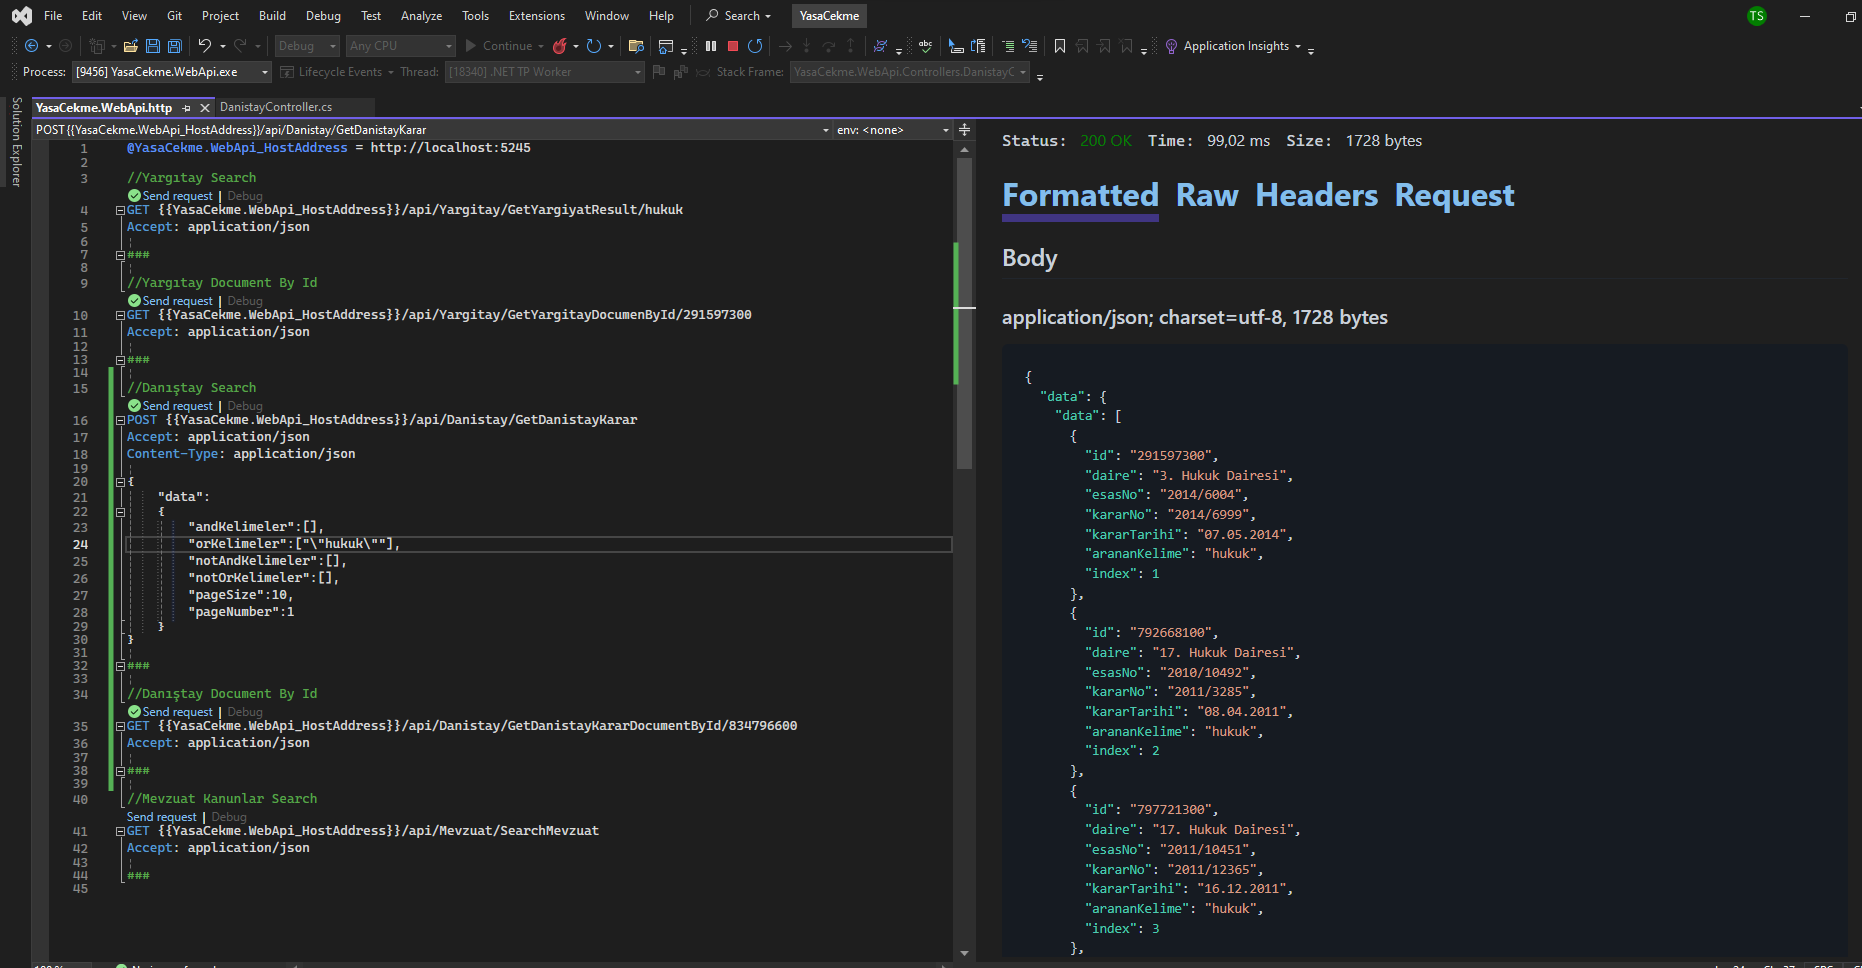 File Edit View Git Project Build Debug Test Analyze Tools Extensions Window Help Search YasaCekme TS
Debug Any CPU Continue Application Insights
Process: [9456] YasaCekme.WebApi.exe Lifecycle Events Thread: [18340] .NET TP Worker Stack Frame: YasaCekme.WebApi.Controllers.DanistayC
Solution Explorer
YasaCekme.WebApi.http DanistayController.cs
POST{{YasaCekme.WebApi_HostAddress}}/api/Danistay/GetDanistayKarar env: <none>
1 @YasaCekme.WebApi_HostAddress = http://localhost:5245
2
3 //Yargıtay Search
Send request | Debug
4 GET {{YasaCekme.WebApi_HostAddress}}/api/Yargitay/GetYargiyatResult/hukuk
5 Accept: application/json
6
7 ###
8
9 //Yargıtay Document By Id
Send request | Debug
10 GET {{YasaCekme.WebApi_HostAddress}}/api/Yargitay/GetYargitayDocumenById/291597300
11 Accept: application/json
12
13 ###
14
15 //Danıştay Search
Send request | Debug
16 POST {{YasaCekme.WebApi_HostAddress}}/api/Danistay/GetDanistayKarar
17 Accept: application/json
18 Content-Type: application/json
19
20 {
21 "data":
22 {
23 "andKelimeler":[],
24 "orKelimeler":["\"hukuk\""],
25 "notAndKelimeler":[],
26 "notOrKelimeler":[],
27 "pageSize":10,
28 "pageNumber":1
29 }
30 }
31
32 ###
33
34 //Danıştay Document By Id
Send request | Debug
35 GET {{YasaCekme.WebApi_HostAddress}}/api/Danistay/GetDanistayKararDocumentById/834796600
36 Accept: application/json
37
38 ###
39
40 //Mevzuat Kanunlar Search
Send request | Debug
41 GET {{YasaCekme.WebApi_HostAddress}}/api/Mevzuat/SearchMevzuat
42 Accept: application/json
43
44 ###
45
Status: 200 OK Time: 99,02 ms Size: 1728 bytes
Formatted Raw Headers Request
Body
application/json; charset=utf-8, 1728 bytes
{
"data": {
"data": [
{
"id": "291597300",
"daire": "3. Hukuk Dairesi",
"esasNo": "2014/6004",
"kararNo": "2014/6999",
"kararTarihi": "07.05.2014",
"arananKelime": "hukuk",
"index": 1
},
{
"id": "792668100",
"daire": "17. Hukuk Dairesi",
"esasNo": "2010/10492",
"kararNo": "2011/3285",
"kararTarihi": "08.04.2011",
"arananKelime": "hukuk",
"index": 2
},
{
"id": "797721300",
"daire": "17. Hukuk Dairesi",
"esasNo": "2011/10451",
"kararNo": "2011/12365",
"kararTarihi": "16.12.2011",
"arananKelime": "hukuk",
"index": 3
},